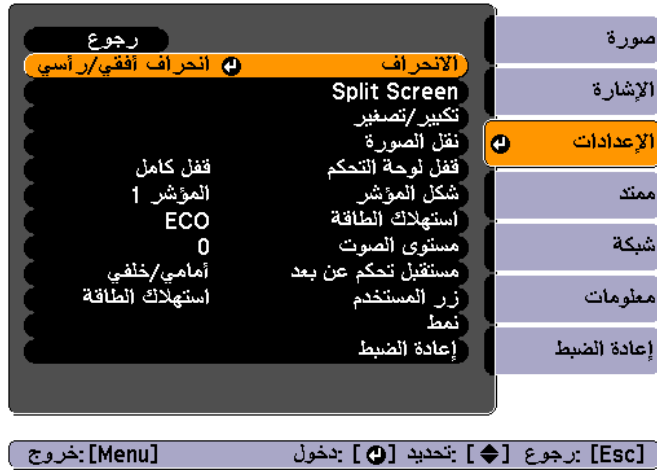 رجوع
الانحراف انحراف أفقي/رأسي
Split Screen
تكبير/تصغير
نقل الصورة
قفل لوحة التحكم قفل كامل
شكل المؤشر المؤشر 1
استهلاك الطاقة ECO
مستوى الصوت 0
مستقبل تحكم عن بعد أمامي/خلفي
زر المستخدم استهلاك الطاقة
نمط
إعادة الضبط
صورة
الإشارة
الإعدادات
ممتد
شبكة
معلومات
إعادة الضبط
[Esc] :رجوع [◆] :تحديد [↵] :دخول [Menu]:خروج